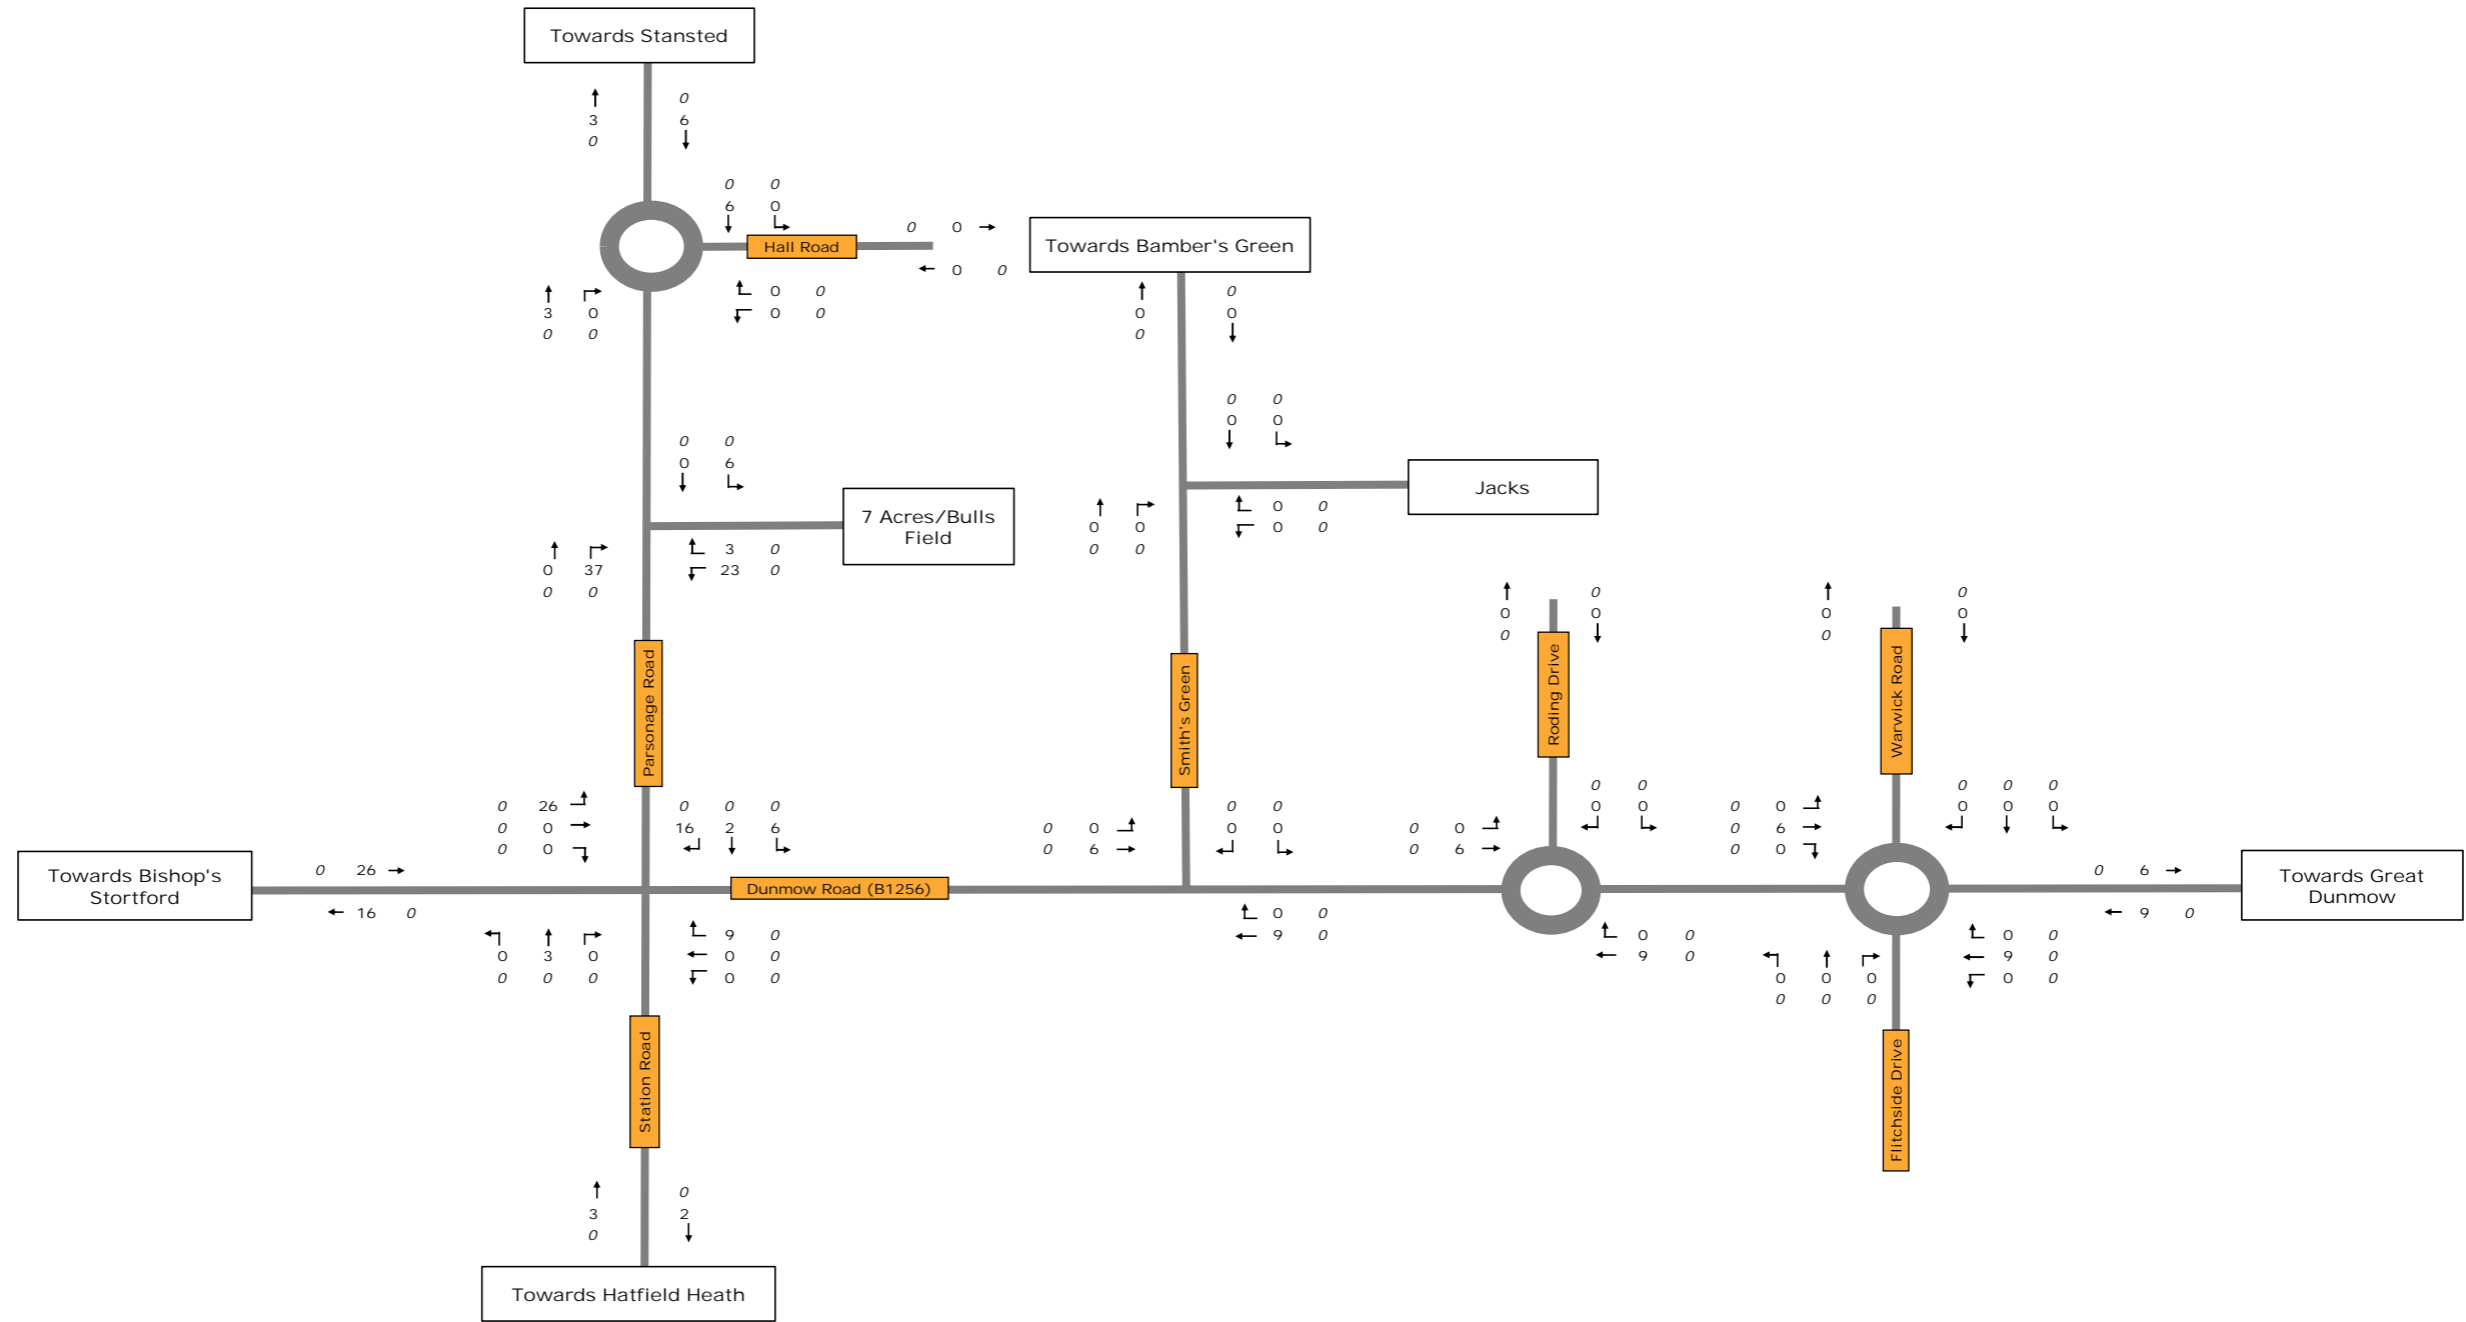 Towards Stansted
0
3 6
0
0 0
6 0
Hall Road
0 0
0 0
3 0
0 0
0 0
0 0
Towards Bamber's Green
0
0 0
0
0 0
0 0
Jacks
0 0
0 0
0 0
0 0
0 0
0 6
7 Acres/Bulls
Field
3 0
0 37
23 0
0 0
Parsonage Road
Smith's Green
0
0 0
0
Roding Drive
0
0 0
0
Warwick Road
0 26
0 0
0 0
0 0 0
16 2 6
Towards Bishop's
Stortford
0 26
16 0
Dunmow Road (B1256)
0 3 0
0 0 0
9 0
0 0
0 0
0 0
0 6
0 0
0 0
0 0
9 0
0 0
0 6
0 0
0 0
0 0
9 0
0 0
0 6
0 0
0 0 0
0 0 0
0 0 0
0 0 0
0 0
9 0
0 0
0 6
9 0
Towards Great
Dunmow
Station Road
Flitchside Drive
0
3 2
0
Towards Hatfield Heath